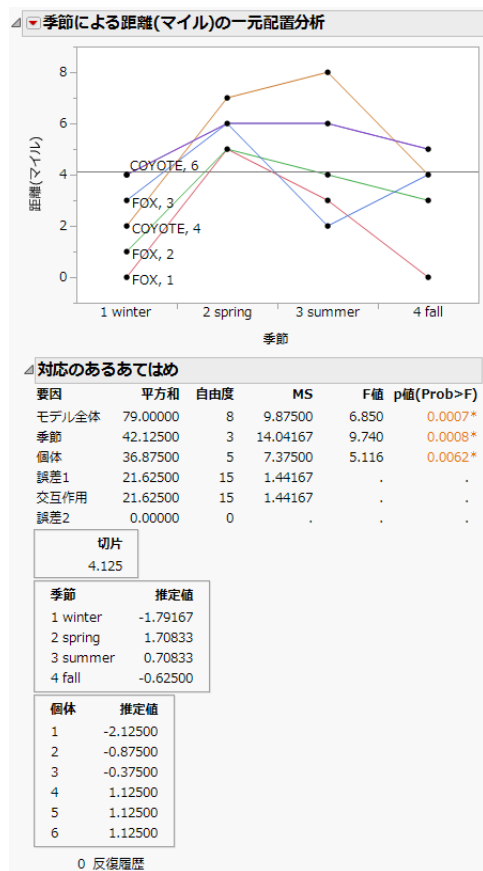 季節による距離(マイル)の一元配置分析
8
6
4
2
0
距離(マイル)
COYOTE, 6
FOX, 3
COYOTE, 4
FOX, 2
FOX, 1
1 winter 2 spring 3 summer 4 fall
季節
対応のあるあてはめ
要因 平方和 自由度 MS F値 p値(Prob>F)
モデル全体 79.00000 8 9.87500 6.850 0.0007*
季節 42.12500 3 14.04167 9.740 0.0008*
個体 36.87500 5 7.37500 5.116 0.0062*
誤差1 21.62500 15 1.44167 . .
交互作用 21.62500 15 1.44167 . .
誤差2 0.00000 0 . . .
切片
4.125
季節 推定値
1 winter -1.79167
2 spring 1.70833
3 summer 0.70833
4 fall -0.62500
個体 推定値
1 -2.12500
2 -0.87500
3 -0.37500
4 1.12500
5 1.12500
6 1.12500
0 反復履歴